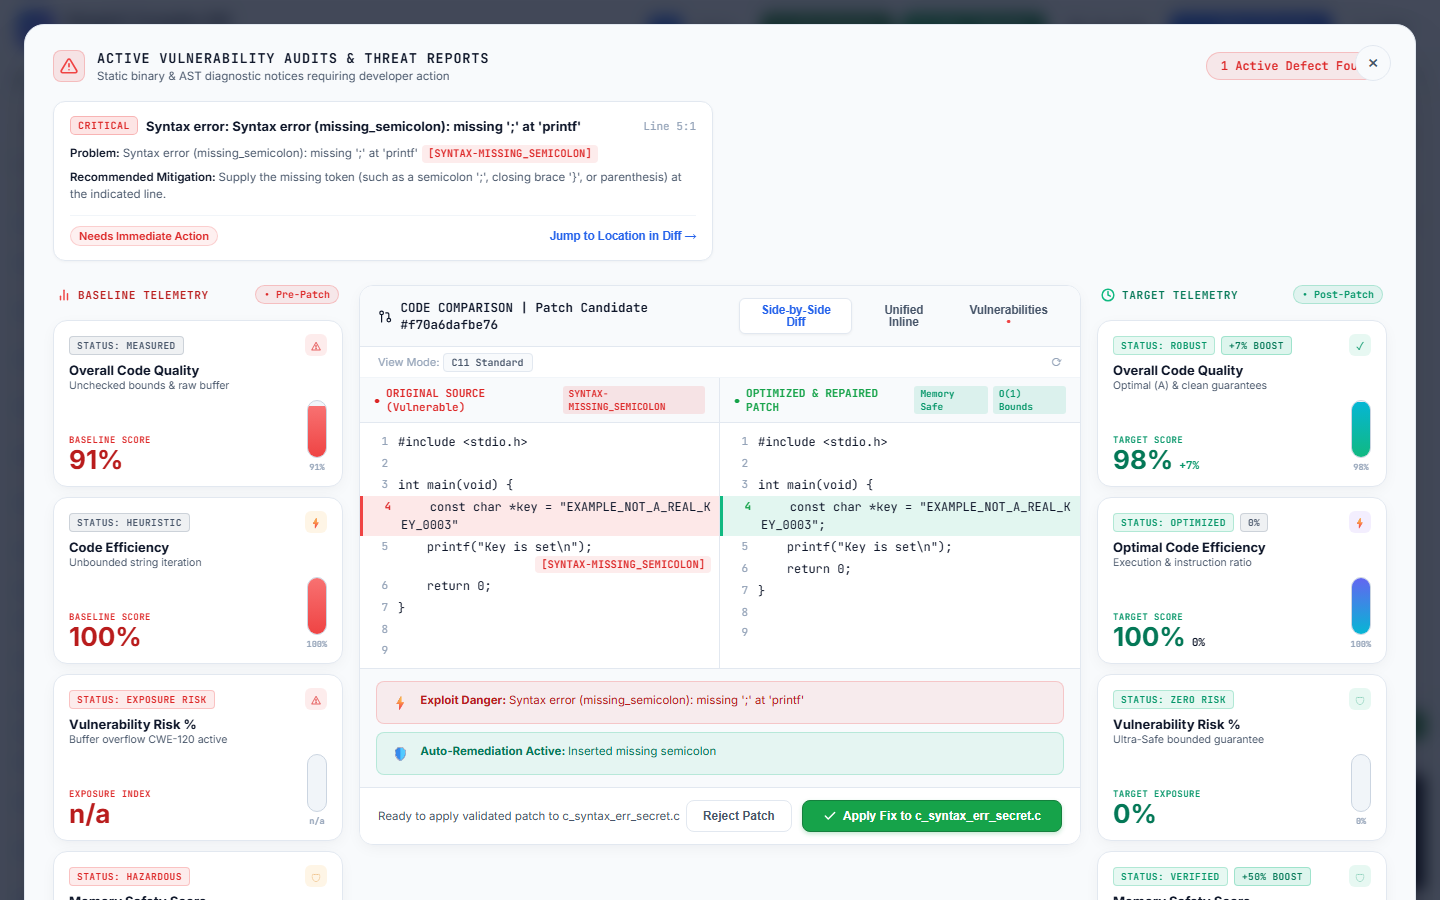 ACTIVE VULNERABILITY AUDITS & THREAT REPORTS
Static binary & AST diagnostic notices requiring developer action
1 Active Defect
×
CRITICAL Syntax error: Syntax error (missing_semicolon): missing ';' at 'printf' Line 5:1
Problem: Syntax error (missing_semicolon): missing ';' at 'printf' [SYNTAX-MISSING_SEMICOLON]
Recommended Mitigation: Supply the missing token (such as a semicolon ';', closing brace '}', or parenthesis) at
the indicated line.
Needs Immediate Action Jump to Location in Diff →
BASELINE TELEMETRY • Pre-Patch
STATUS: MEASURED
Overall Code Quality
Unchecked bounds & raw buffer
BASELINE SCORE
91%
91%
STATUS: HEURISTIC
Code Efficiency
Unbounded string iteration
BASELINE SCORE
100%
100%
STATUS: EXPOSURE RISK
Vulnerability Risk %
Buffer overflow CWE-120 active
EXPOSURE INDEX
n/a
n/a
STATUS: HAZARDOUS
CODE COMPARISON | Patch Candidate
#f70a6dafbe76
Side-by-Side
Diff
Unified
Inline
Vulnerabilities
•
View Mode: C11 Standard
• ORIGINAL SOURCE
(Vulnerable)
SYNTAX-
MISSING_SEMICOLON
1 #include <stdio.h>
2
3 int main(void) {
4 const char *key = "EXAMPLE_NOT_A_REAL_K
EY_0003"
5 printf("Key is set\n");
[SYNTAX-MISSING_SEMICOLON]
6 return 0;
7 }
8
9
• OPTIMIZED & REPAIRED
PATCH
Memory
Safe
O(1)
Bounds
1 #include <stdio.h>
2
3 int main(void) {
4 const char *key = "EXAMPLE_NOT_A_REAL_K
EY_0003";
5 printf("Key is set\n");
6 return 0;
7 }
8
9
Exploit Danger: Syntax error (missing_semicolon): missing ';' at 'printf'
Auto-Remediation Active: Inserted missing semicolon
Ready to apply validated patch to c_syntax_err_secret.c Reject Patch ✓ Apply Fix to c_syntax_err_secret.c
TARGET TELEMETRY • Post-Patch
STATUS: ROBUST +7% BOOST
Overall Code Quality
Optimal (A) & clean guarantees
TARGET SCORE
98% +7%
98%
STATUS: OPTIMIZED 0%
Optimal Code Efficiency
Execution & instruction ratio
TARGET SCORE
100% 0%
100%
STATUS: ZERO RISK
Vulnerability Risk %
Ultra-Safe bounded guarantee
TARGET EXPOSURE
0%
0%
STATUS: VERIFIED +50% BOOST